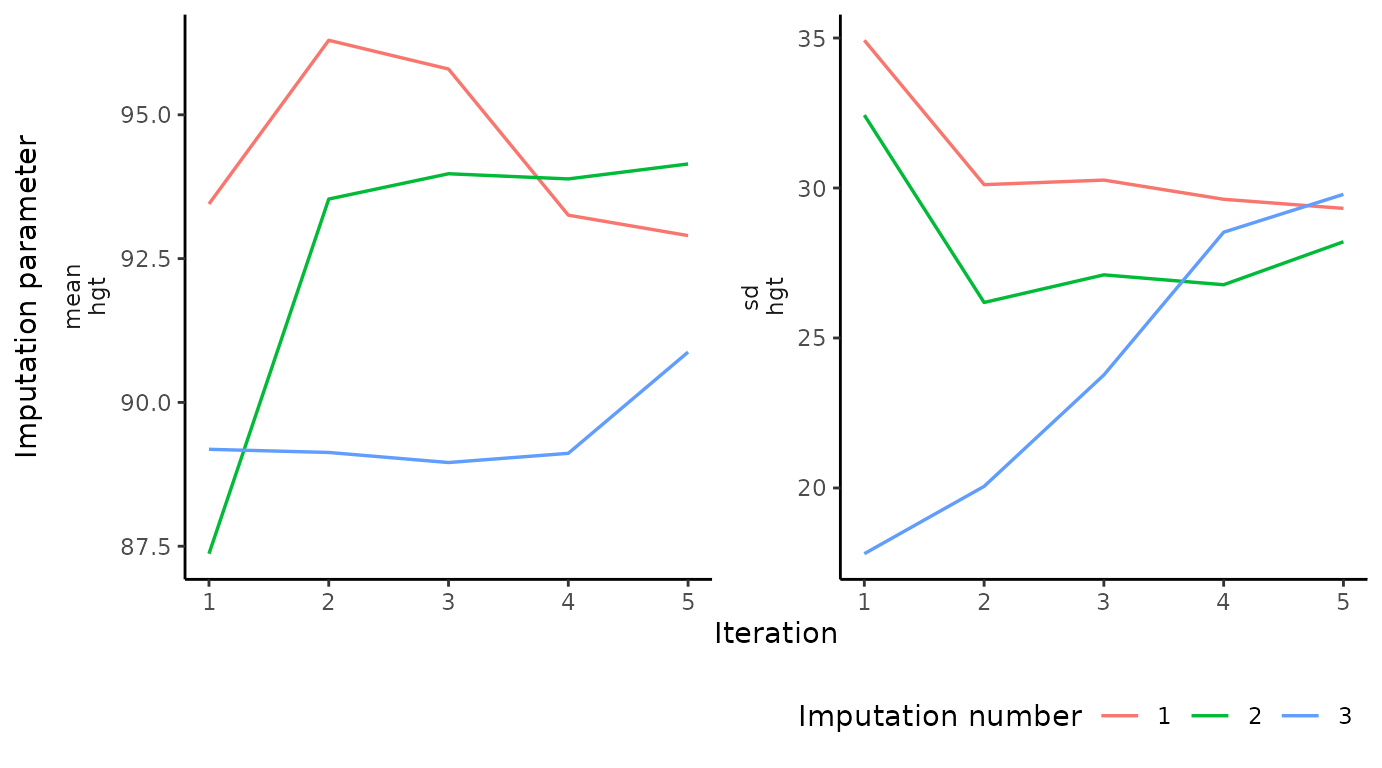 Imputation parameter
mean
hgt
95.0
92.5
90.0
87.5
1 2 3 4 5
sd
hgt
35
30
25
20
1 2 3 4 5
Iteration
Imputation number 1 2 3